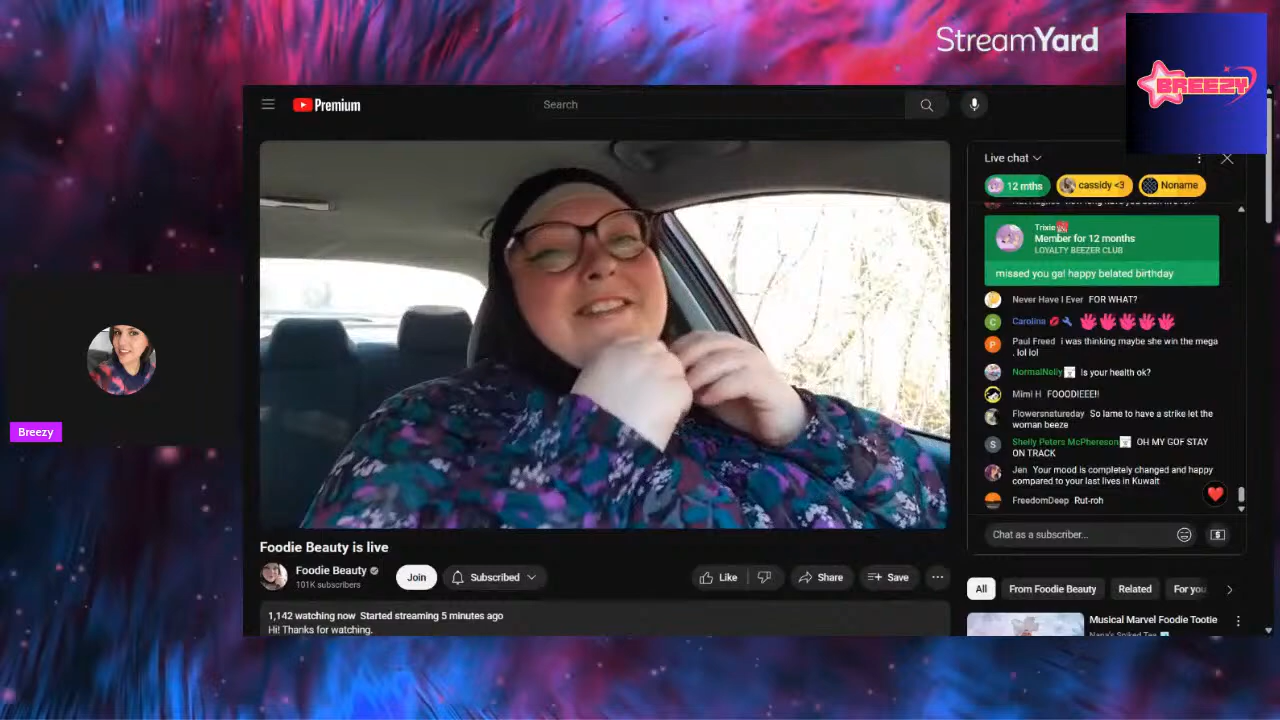 StreamYard
BREEZY
Premium
Search
Live chat
12 mths
cassidy <3
Noname
Trixie
Member for 12 months
LOYALTY BEEZER CLUB
missed you gal happy belated birthday
Never Have I Ever FOR WHAT?
Carolina
Paul Freed i was thinking maybe she win the mega
. lol lol
NormalNelly Is your health ok?
Mimi H FOOODIEEE!!
Flowersnatureday So lame to have a strike let the
woman beeze
Shelly Peters McPhereson OH MY GOF STAY
ON TRACK
Jen Your mood is completely changed and happy
compared to your last lives in Kuwait
FreedomDeep Rut-roh
Chat as a subscriber...
Breezy
Foodie Beauty is live
Foodie Beauty
101K subscribers
Join
Subscribed
Like
Share
Save
1,142 watching now Started streaming 5 minutes ago
Hi! Thanks for watching.
All
From Foodie Beauty
Related
For you
Musical Marvel Foodie Tootie
Nana's Spiked Tea